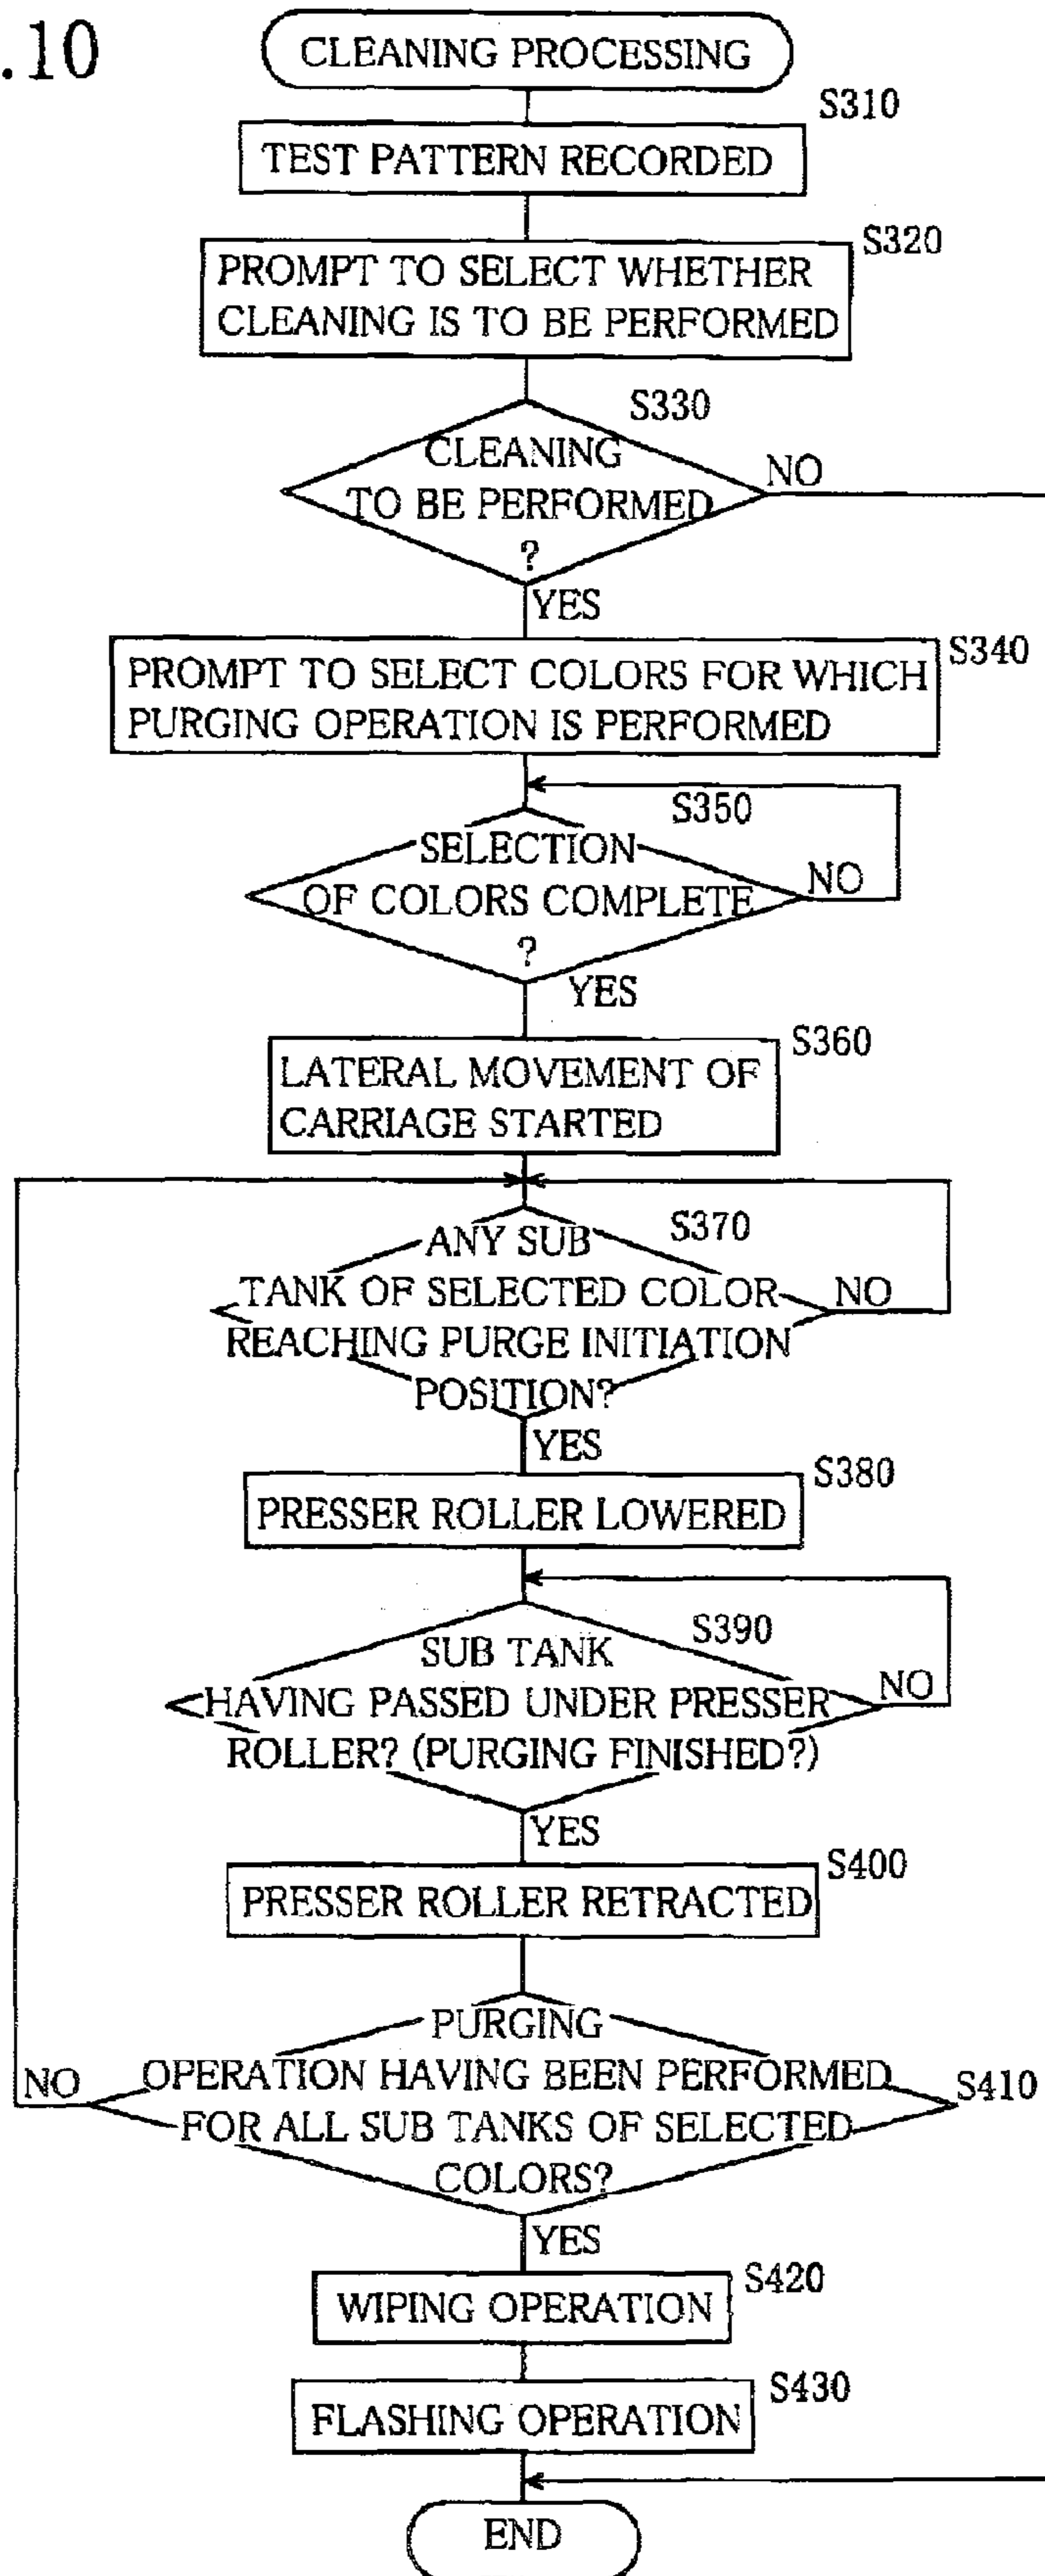 .10
CLEANING PROCESSING
S310
TEST PATTERN RECORDED
S320
PROMPT TO SELECT WHETHER
CLEANING IS TO BE PERFORMED
S330
CLEANING
TO BE PERFORMED
?
NO
YES
S340
PROMPT TO SELECT COLORS FOR WHICH
PURGING OPERATION IS PERFORMED
S350
SELECTION
OF COLORS COMPLETE
?
NO
YES
S360
LATERAL MOVEMENT OF
CARRIAGE STARTED
S370
ANY SUB
TANK OF SELECTED COLOR
REACHING PURGE INITIATION
POSITION?
NO
YES
S380
PRESSER ROLLER LOWERED
S390
SUB TANK
HAVING PASSED UNDER PRESSER
ROLLER? (PURGING FINISHED?)
NO
YES
S400
PRESSER ROLLER RETRACTED
PURGING
OPERATION HAVING BEEN PERFORMED
FOR ALL SUB TANKS OF SELECTED
COLORS?
NO
S410
YES
S420
WIPING OPERATION
S430
FLASHING OPERATION
END